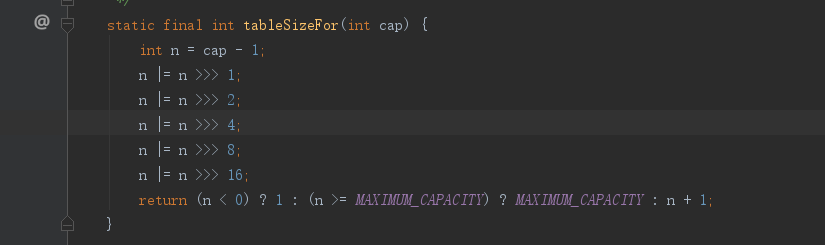 */
@
static final int tableSizeFor(int cap) {
int n = cap - 1;
n |= n >>> 1;
n |= n >>> 2;
n |= n >>> 4;
n |= n >>> 8;
n |= n >>> 16;
return (n < 0) ? 1 : (n >= MAXIMUM_CAPACITY) ? MAXIMUM_CAPACITY : n + 1;
}